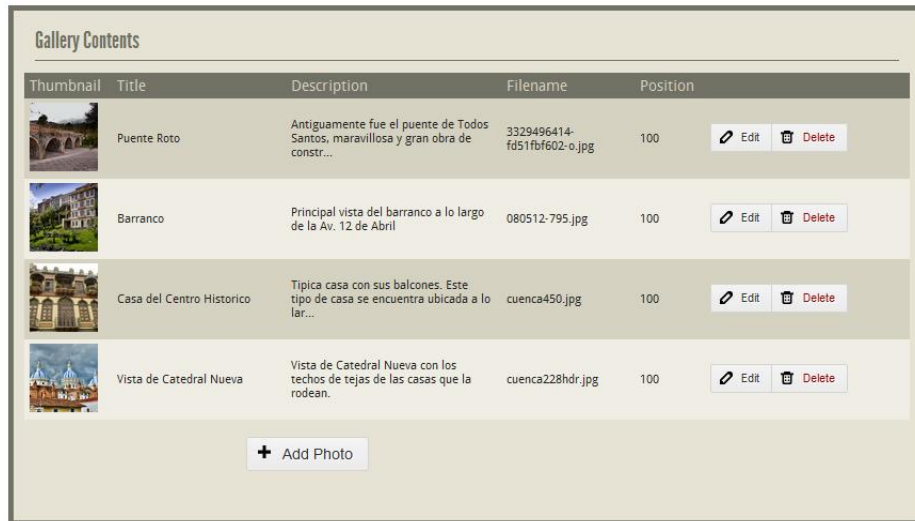 Gallery Contents
Thumbnail Title Description Filename Position
Puente Roto
Antiguamente fue el puente de Todos
Santos, maravillosa y gran obra de
constr...
3329496414-
fd51fbf602-o.jpg
100
Edit
Delete
Barranco
Principal vista del barranco a lo largo
de la Av. 12 de Abril
080512-795.jpg
100
Edit
Delete
Casa del Centro Historico
Tipica casa con sus balcones. Este
tipo de casa se encuentra ubicada a lo
lar...
cuenca450.jpg
100
Edit
Delete
Vista de Catedral Nueva
Vista de Catedral Nueva con los
techos de tejas de las casas que la
rodean.
cuenca228hdr.jpg
100
Edit
Delete
Add Photo